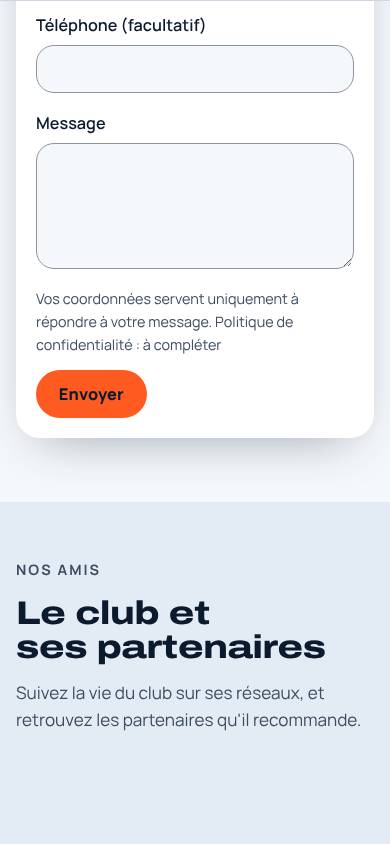 Téléphone (facultatif)
Message
Vos coordonnées servent uniquement à
répondre à votre message. Politique de
confidentialité : à compléter
Envoyer
NOS AMIS
Le club et
ses partenaires
Suivez la vie du club sur ses réseaux, et
retrouvez les partenaires qu'il recommande.